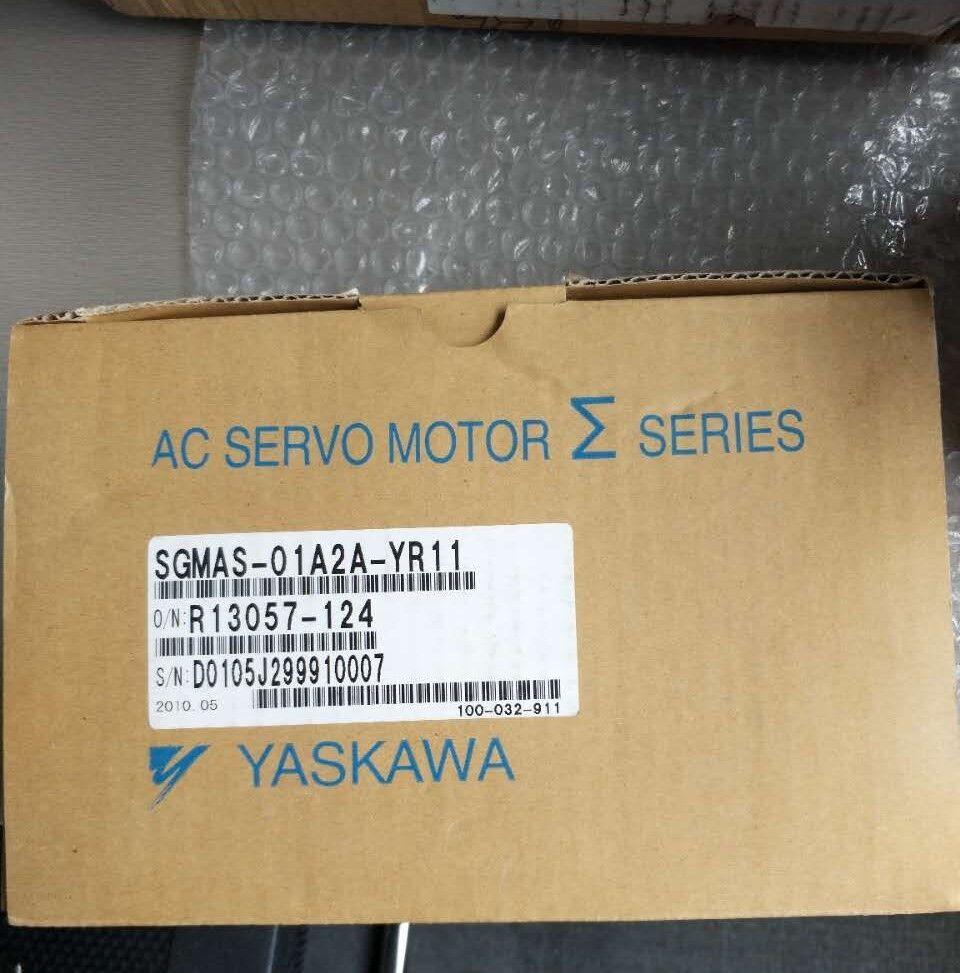 AC SERVO MOTOR Σ SERIES
SGMAS-01A2A-YR11
O/N:R13057-124
S/N:D0105J299910007
2010.05
100-032-911
YASKAWA